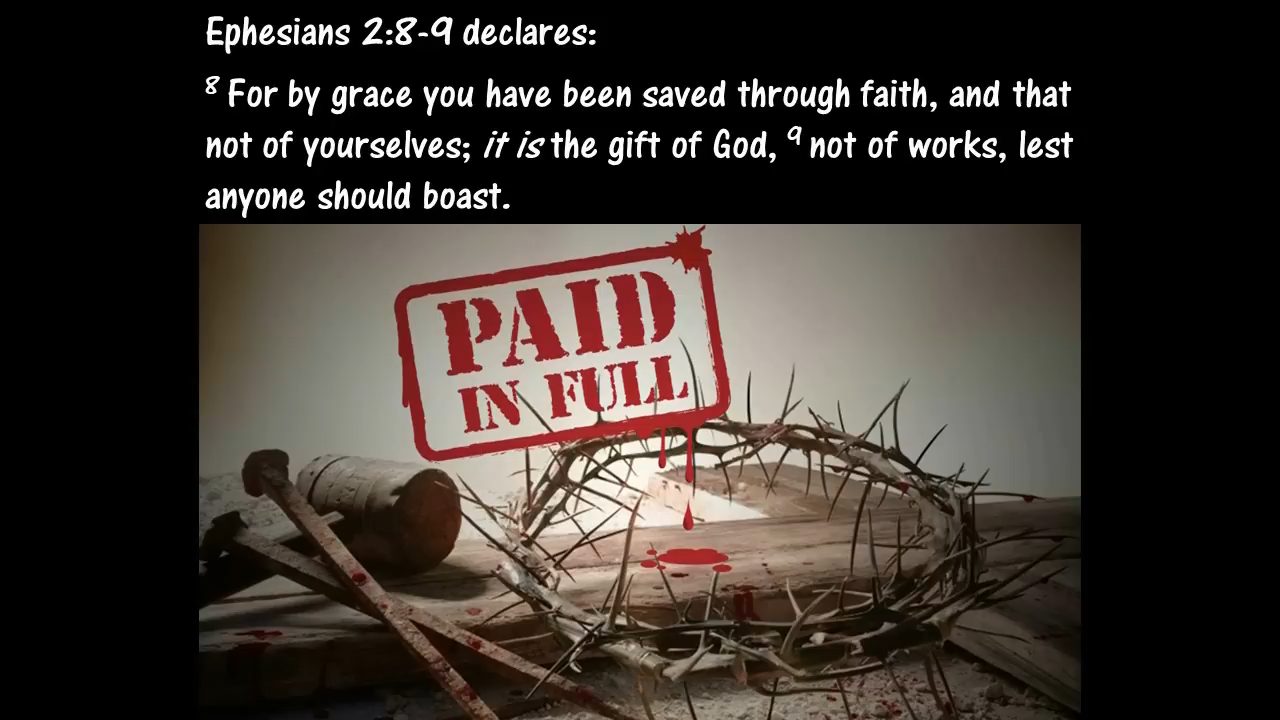 Ephesians 2:8-9 declares:
8 For by grace you have been saved through faith, and that
not of yourselves; it is the gift of God, 9 not of works, lest
anyone should boast.
PAID
IN FULL